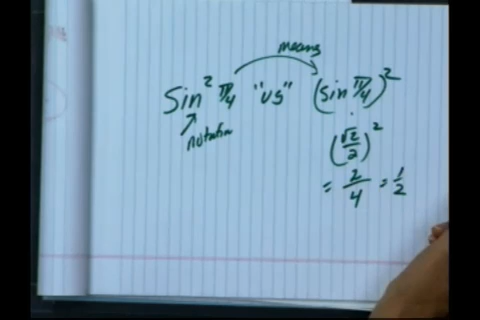 means
Sin² π/4 "vs" (sin π/4)²
notation
(√2/2)²
= 2/4 = 1/2